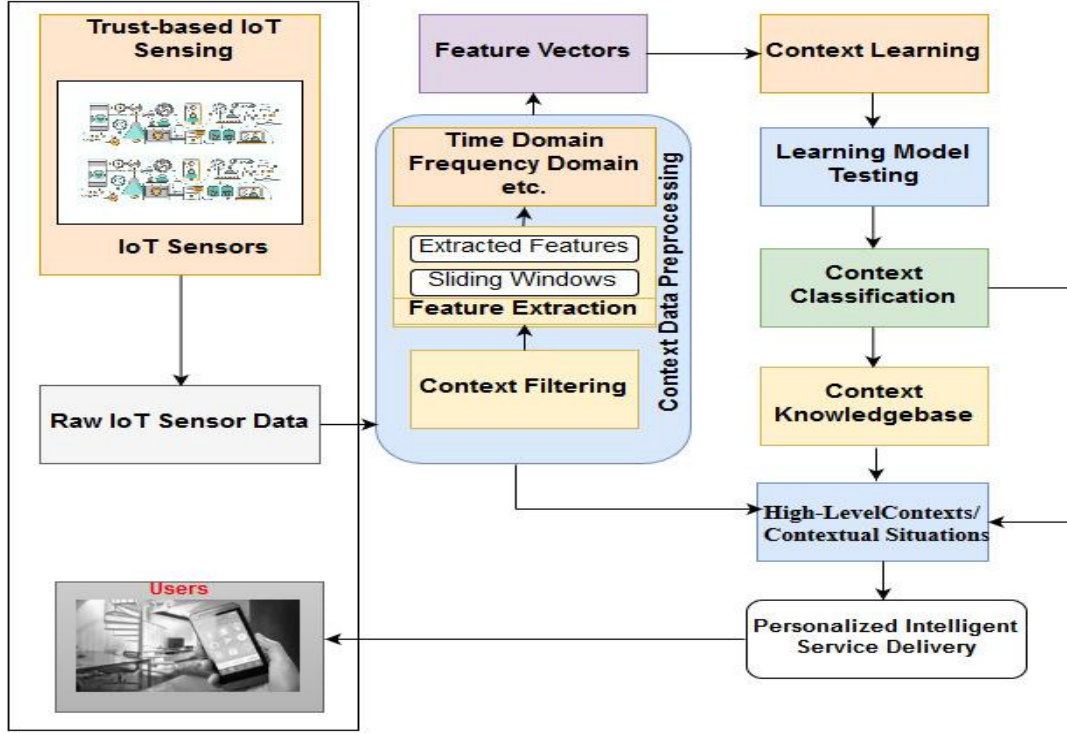 Trust-based IoT
Sensing
IoT Sensors
Raw IoT Sensor Data
Users
Feature Vectors
Time Domain
Frequency Domain
etc.
Extracted Features
Sliding Windows
Feature Extraction
Context Filtering
Context Data Preprocessing
Context Learning
Learning Model
Testing
Context
Classification
Context
Knowledgebase
High-LevelContexts/
Contextual Situations
Personalized Intelligent
Service Delivery